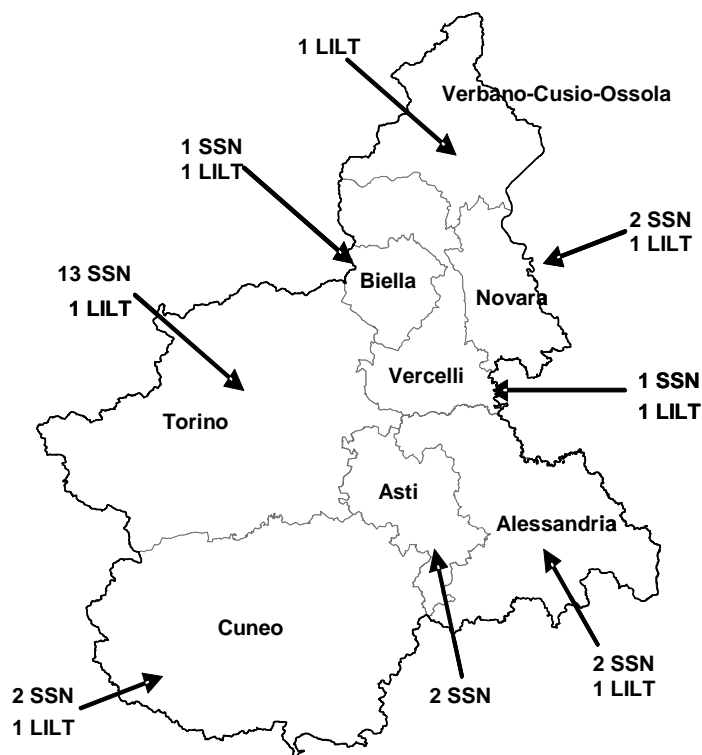 1 LILT
Verbano-Cusio-Ossola
1 SSN
1 LILT
2 SSN
1 LILT
13 SSN
1 LILT
Biella
Novara
Vercelli
1 SSN
1 LILT
Torino
Asti
Alessandria
Cuneo
2 SSN
1 LILT
2 SSN
2 SSN
1 LILT